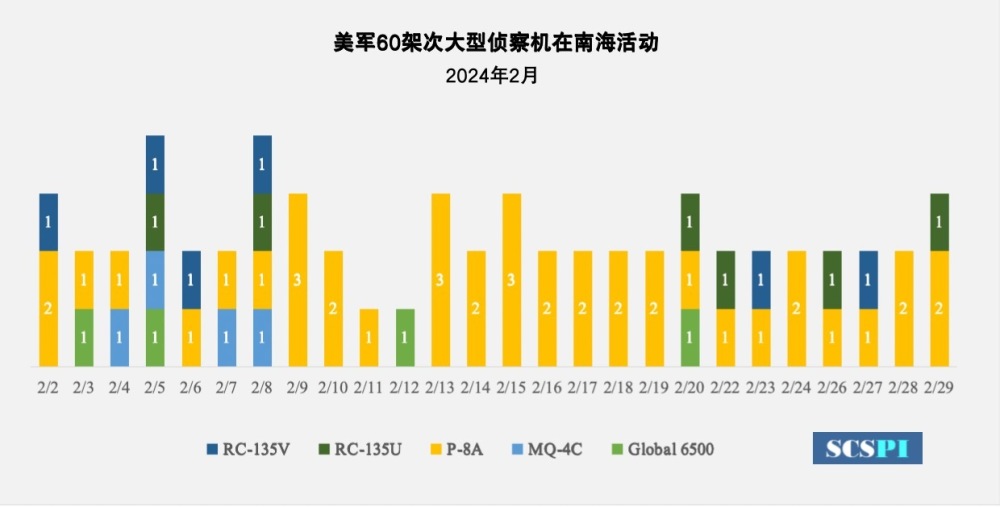 美军60架次大型侦察机在南海活动
2024年2月
1 1
1 1 1 1 1
1 1 1 1 1 1 3 3 3 1 1 1 1 1
2 1 1 1 1 1 1 2 1 1 2 2 2 2 2 1 1 1 2 1 1 2 2
2/2 2/3 2/4 2/5 2/6 2/7 2/8 2/9 2/10 2/11 2/12 2/13 2/14 2/15 2/16 2/17 2/18 2/19 2/20 2/22 2/23 2/24 2/26 2/27 2/28 2/29
RC-135V RC-135U P-8A MQ-4C Global 6500
SCSPI